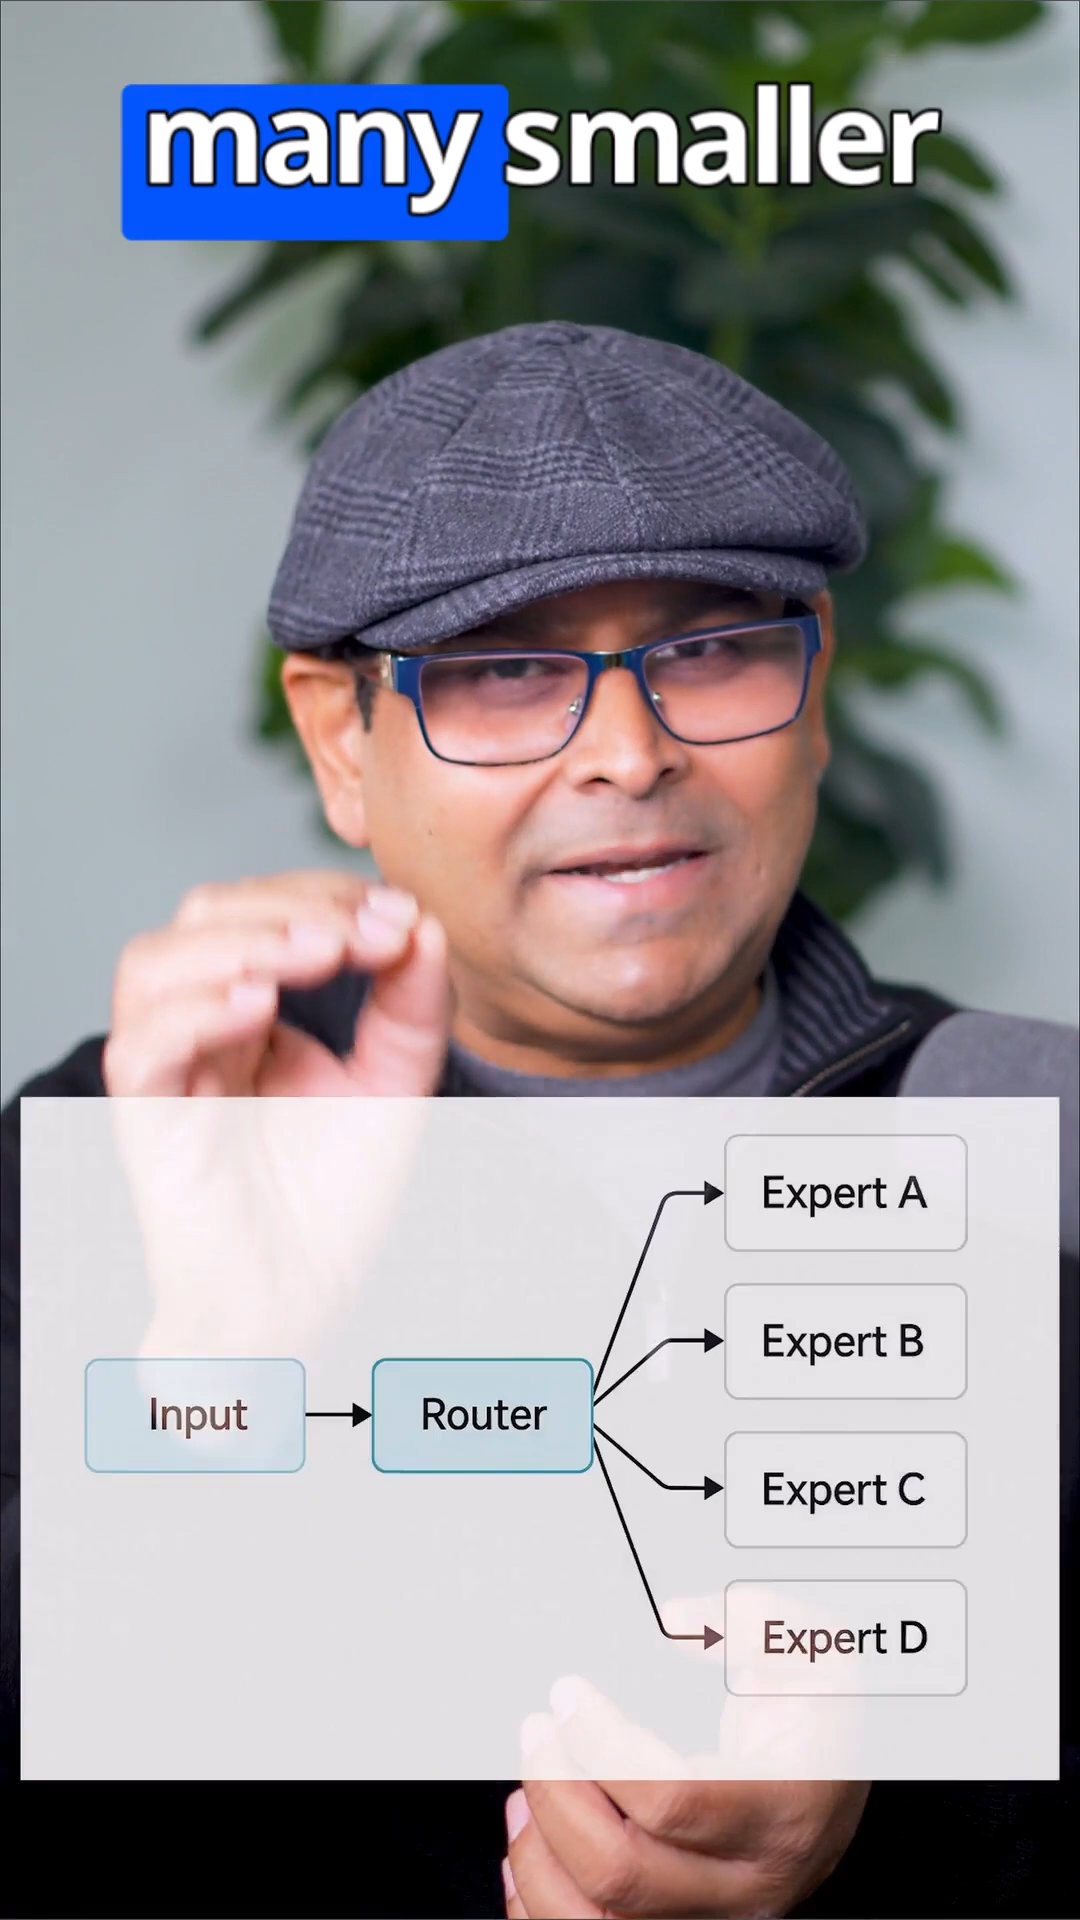 many smaller
Expert A
Expert B
Input
Router
Expert C
Expert D